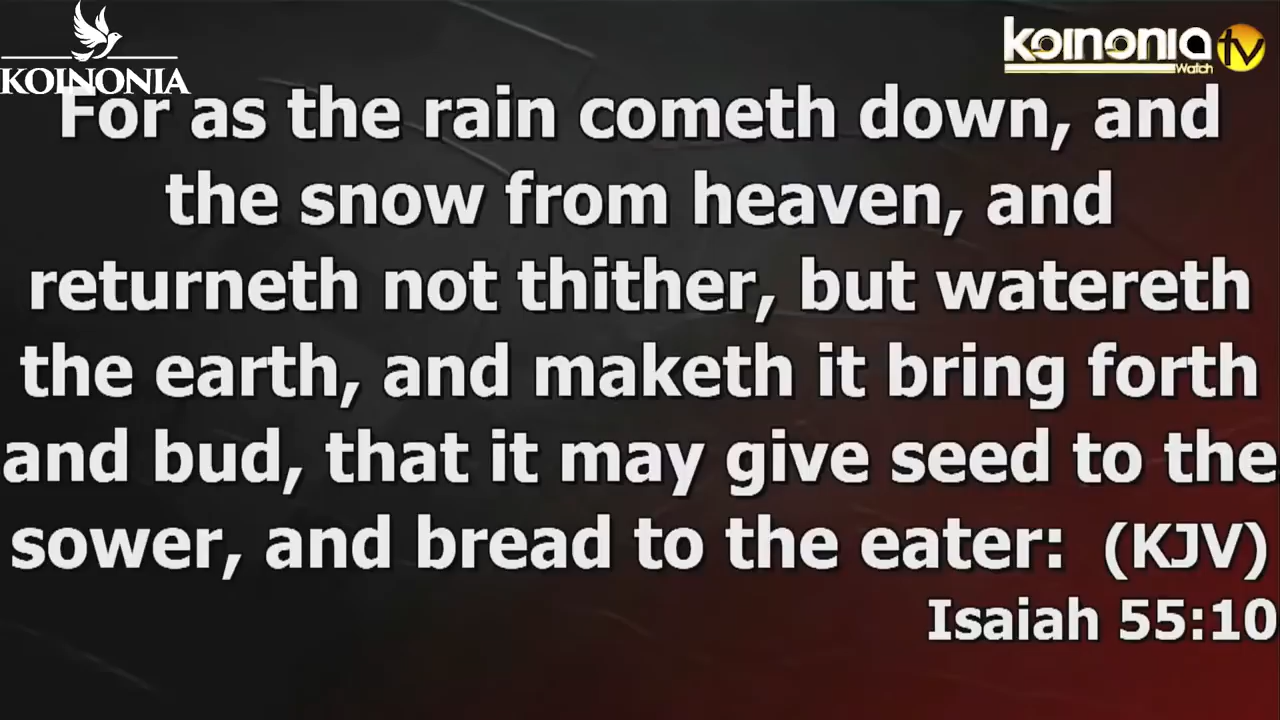 KOINONIA
koinonia tv
Watch
For as the rain cometh down, and
the snow from heaven, and
returneth not thither, but watereth
the earth, and maketh it bring forth
and bud, that it may give seed to the
sower, and bread to the eater: (KJV)
Isaiah 55:10